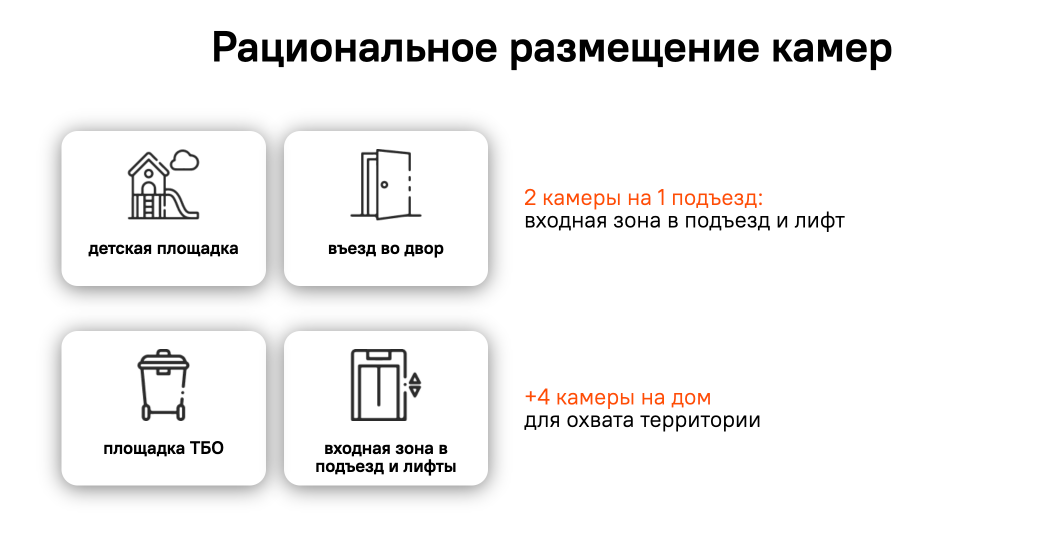 Рациональное размещение камер
детская площадка
въезд во двор
2 камеры на 1 подъезд:
входная зона в подъезд и лифт
площадка ТБО
входная зона в
подъезд и лифты
+4 камеры на дом
для охвата территории